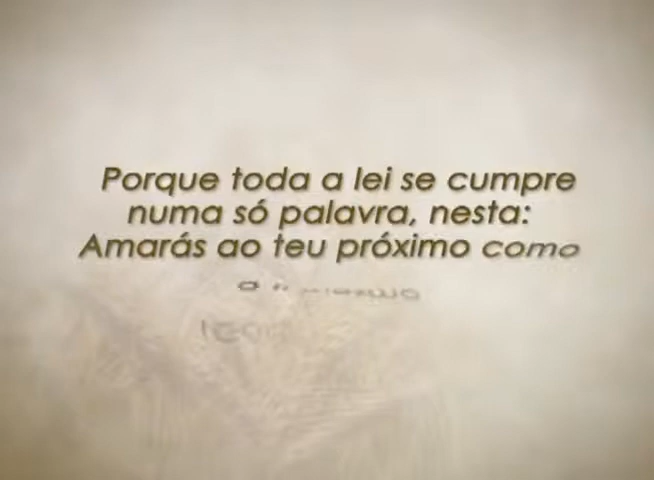 Porque toda a lei se cumpre
numa só palavra, nesta:
Amarás ao teu próximo como
a